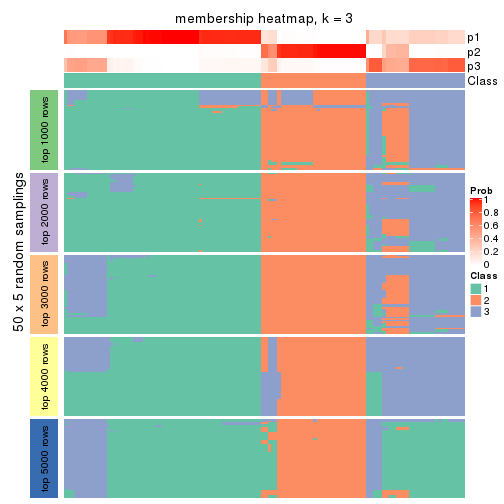 membership heatmap, k = 3
p1
p2
p3
Class
50 x 5 random samplings
top 1000 rows
top 2000 rows
top 3000 rows
top 4000 rows
top 5000 rows
Prob
1
0.8
0.6
0.4
0.2
0
Class
1
2
3